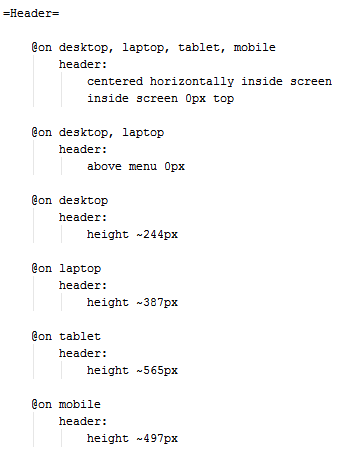 =Header=
@on desktop, laptop, tablet, mobile
header:
centered horizontally inside screen
inside screen 0px top
@on desktop, laptop
header:
above menu 0px
@on desktop
header:
height ~244px
@on laptop
header:
height ~387px
@on tablet
header:
height ~565px
@on mobile
header:
height ~497px